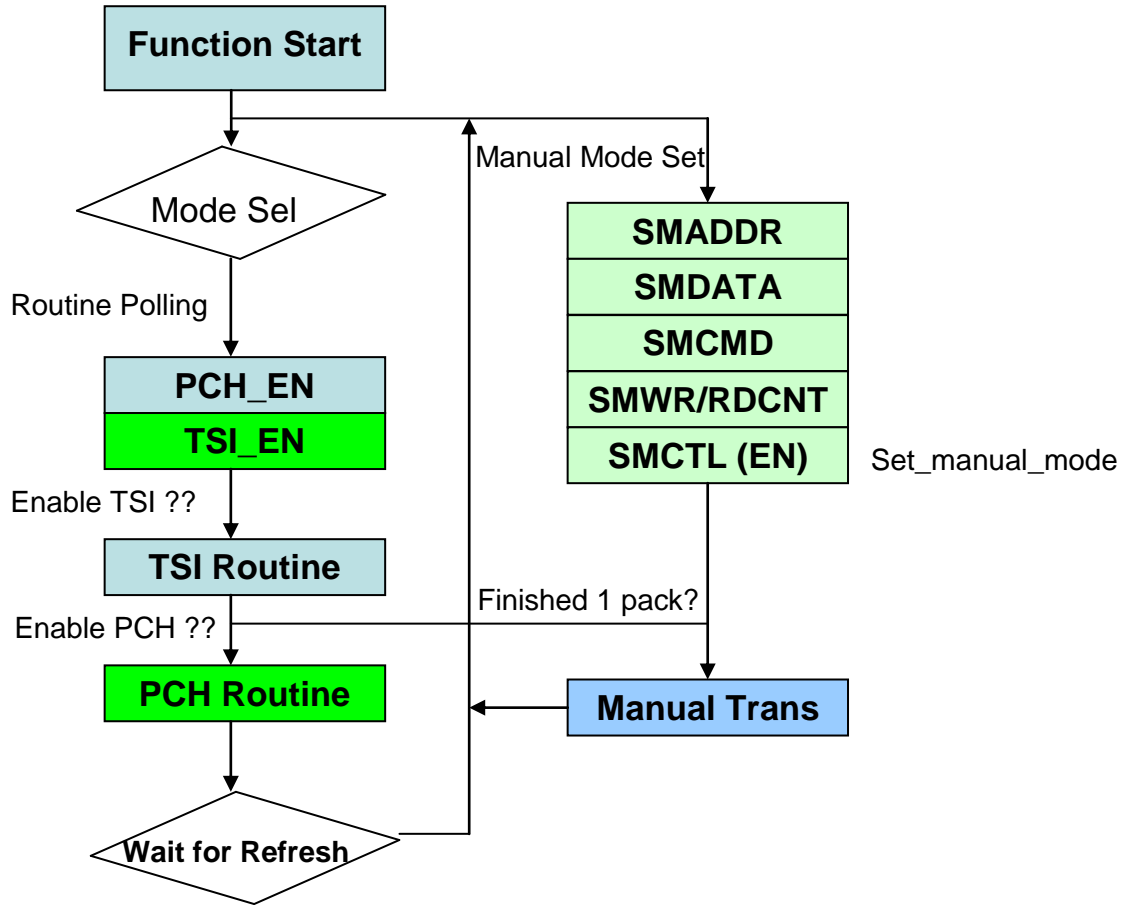 Function Start
Manual Mode Set
Mode Sel
SMADDR
SMDATA
SMCMD
SMWR/RDCNT
SMCTL (EN)
Set_manual_mode
Routine Polling
PCH_EN
TSI_EN
Enable TSI ??
TSI Routine
Finished 1 pack?
Enable PCH ??
PCH Routine
Manual Trans
Wait for Refresh